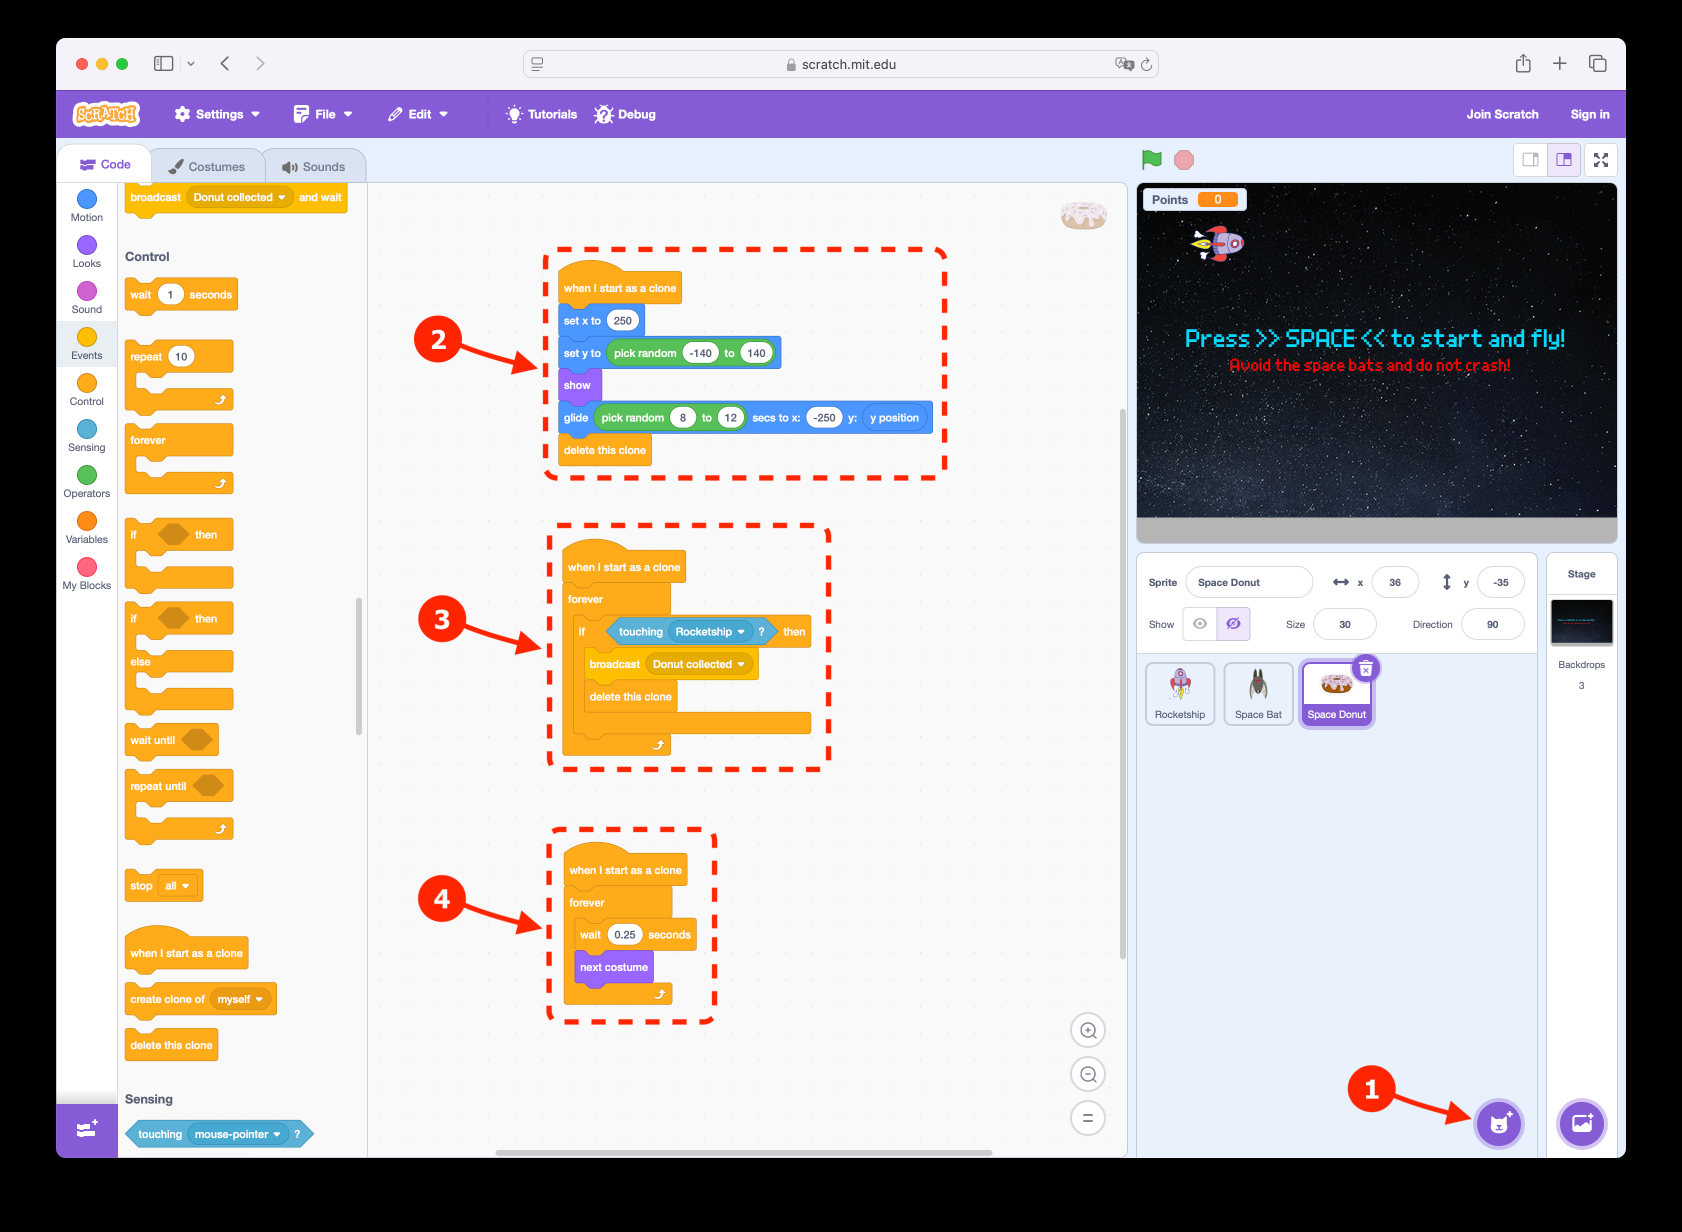 scratch.mit.edu
SCRATCH
Settings
File
Edit
Tutorials
Debug
Join Scratch
Sign in
Code
Costumes
Sounds
Motion
Looks
Sound
Events
Control
Sensing
Operators
Variables
My Blocks
broadcast Donut collected and wait
Control
wait 1 seconds
repeat 10
forever
if then
if then
else
wait until
repeat until
stop all
when I start as a clone
create clone of myself
delete this clone
Sensing
touching mouse-pointer ?
2
when I start as a clone
set x to 250
set y to pick random -140 to 140
show
glide pick random 8 to 12 secs to x: -250 y: y position
delete this clone
3
when I start as a clone
forever
if touching Rocketship ? then
broadcast Donut collected
delete this clone
4
when I start as a clone
forever
wait 0.25 seconds
next costume
Points 0
Press >> SPACE << to start and fly!
Avoid the space bats and do not crash!
Sprite Space Donut x 36 y -35
Show Size 30 Direction 90
Rocketship
Space Bat
Space Donut
Stage
Backdrops
3
1